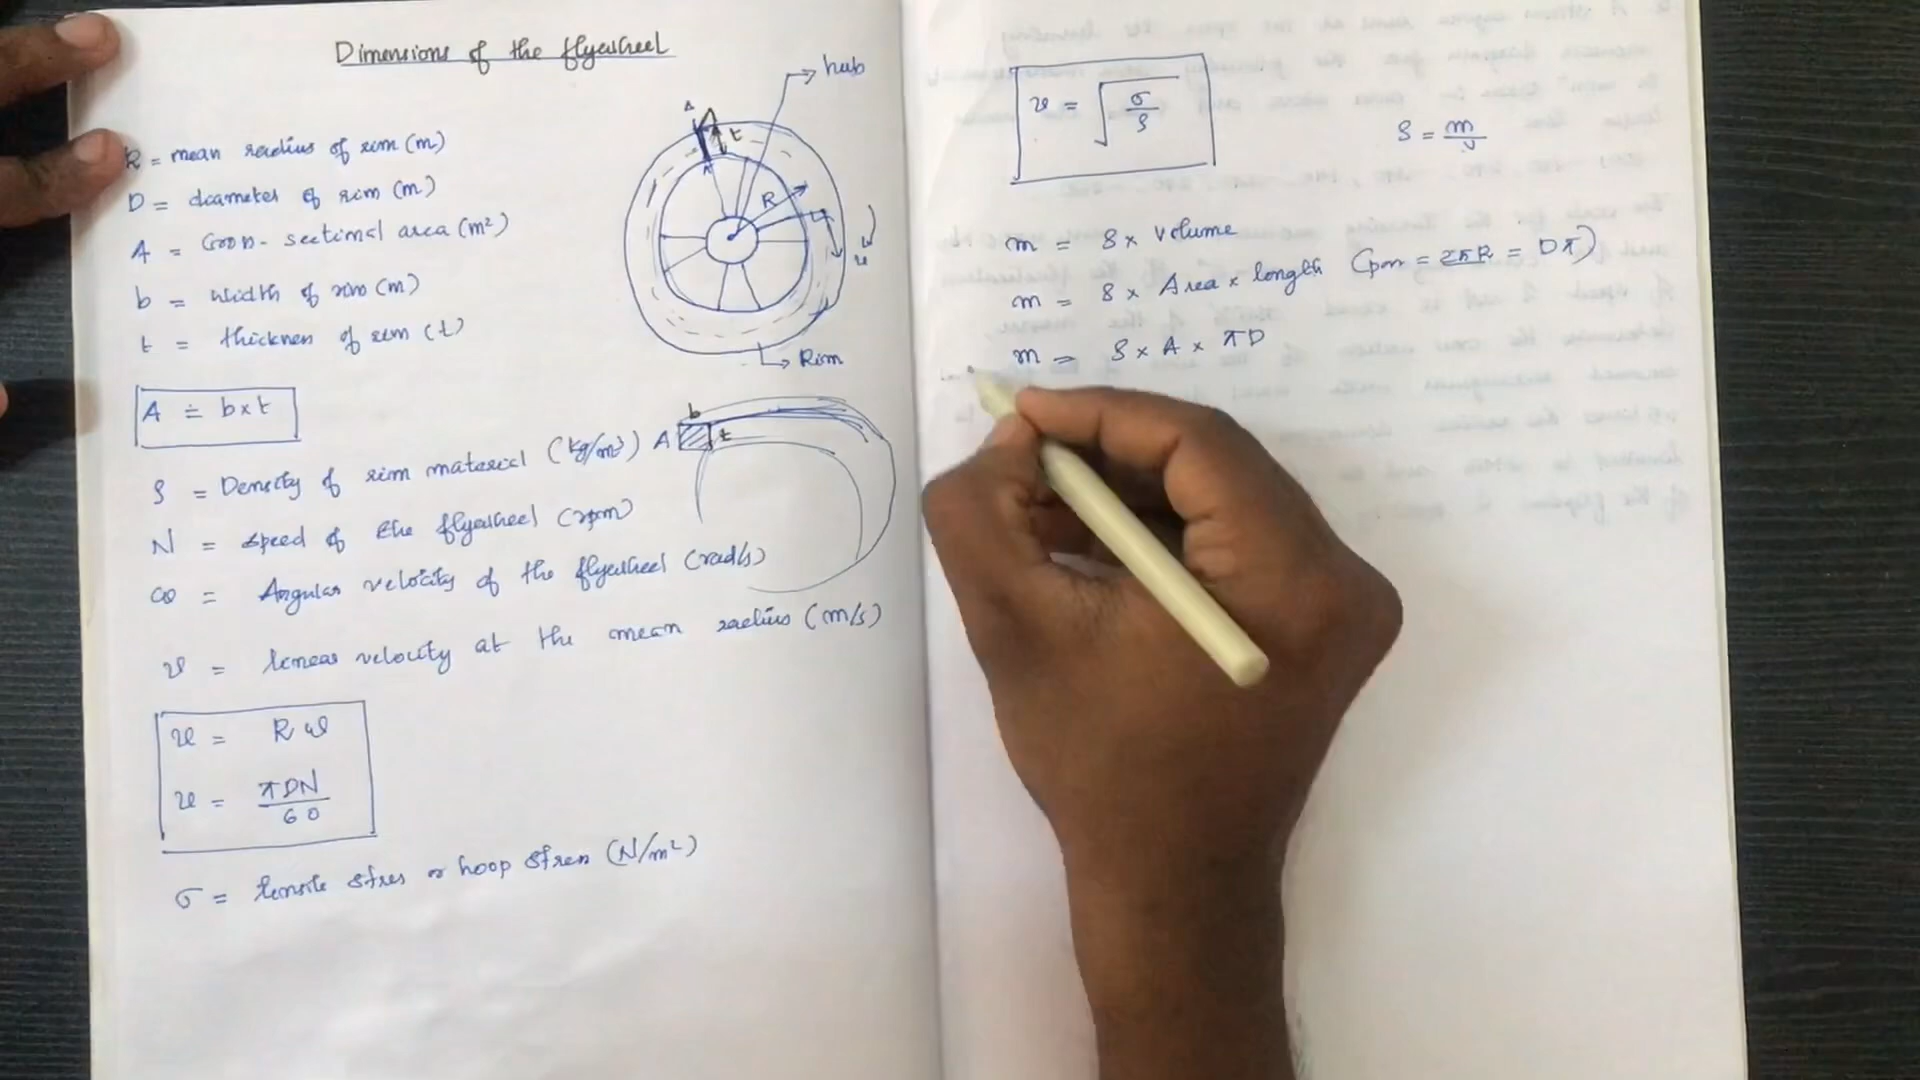 Dimensions of the flywheel
R = mean radius of rim (m)
D = diameter of rim (m)
A = Cross-sectional area (m²)
b = width of rim (m)
t = thickness of rim (t)
A = b×t
ρ = Density of rim material (kg/m³)
N = speed of the flywheel (rpm)
ω = Angular velocity of the flywheel (rad/s)
v = linear velocity at the mean radius (m/s)
v = Rω
v = πDN/60
σ = tensile stress or hoop stress (N/m²)
hub
A
t
A
R
v
Rim
b
A
t
v = √(σ/ρ)
ρ = m/v
m = ρ × volume
m = ρ × Area × length (Cpm = 2πR = Dπ)
m = ρ × A × πD